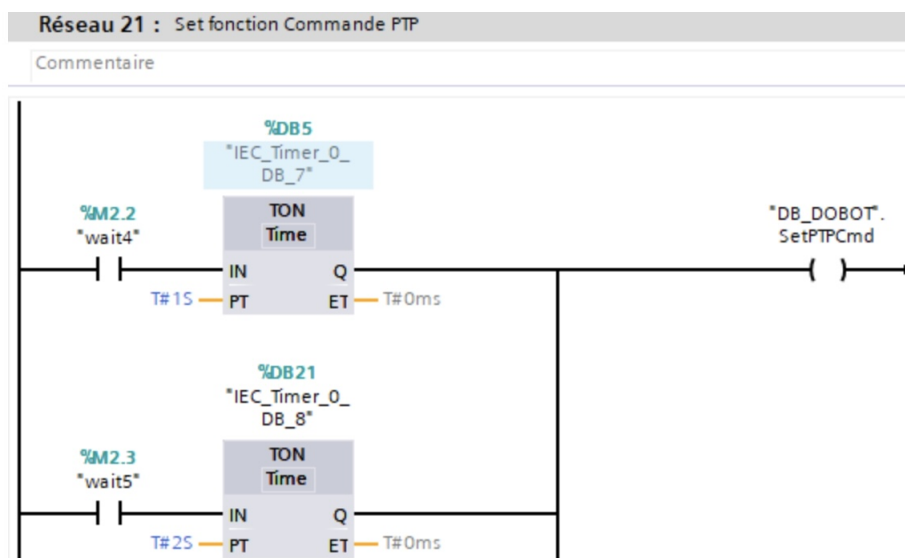 Réseau 21 : Set fonction Commande PTP
Commentaire
%DB5
"IEC_Timer_0_
DB_7"
%M2.2
"wait4"
TON
Time
"DB_DOBOT".
SetPTPCmd
IN Q
T#1S PT ET T#0ms
%DB21
"IEC_Timer_0_
DB_8"
%M2.3
"wait5"
TON
Time
IN Q
T#2S PT ET T#0ms